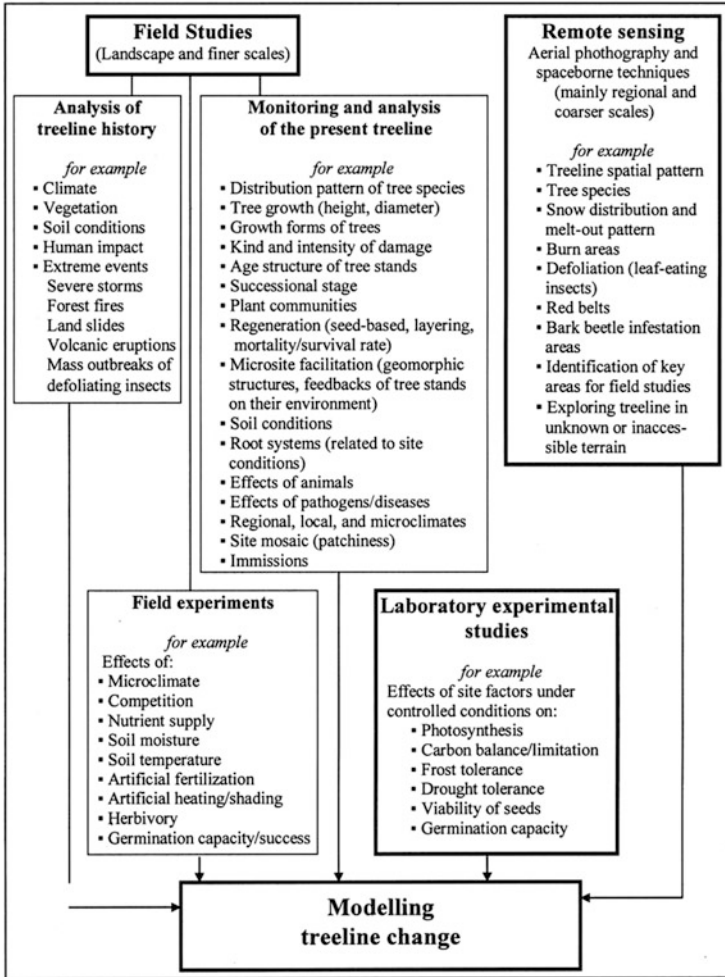 Field Studies
(Landscape and finer scales)
Remote sensing
Aerial phothography and
spaceborne techniques
(mainly regional and
coarser scales)
for example
▪ Treeline spatial pattern
▪ Tree species
▪ Snow distribution and
melt-out pattern
▪ Burn areas
▪ Defoliation (leaf-eating
insects)
▪ Red belts
▪ Bark beetle infestation
areas
▪ Identification of key
areas for field studies
▪ Exploring treeline in
unknown or inacces-
sible terrain
Analysis of
treeline history
for example
▪ Climate
▪ Vegetation
▪ Soil conditions
▪ Human impact
▪ Extreme events
Severe storms
Forest fires
Land slides
Volcanic eruptions
Mass outbreaks of
defoliating insects
Monitoring and analysis
of the present treeline
for example
▪ Distribution pattern of tree species
▪ Tree growth (height, diameter)
▪ Growth forms of trees
▪ Kind and intensity of damage
▪ Age structure of tree stands
▪ Successional stage
▪ Plant communities
▪ Regeneration (seed-based, layering,
mortality/survival rate)
▪ Microsite facilitation (geomorphic
structures, feedbacks of tree stands
on their environment)
▪ Soil conditions
▪ Root systems (related to site
conditions)
▪ Effects of animals
▪ Effects of pathogens/diseases
▪ Regional, local, and microclimates
▪ Site mosaic (patchiness)
▪ Immissions
Field experiments
for example
Effects of:
▪ Microclimate
▪ Competition
▪ Nutrient supply
▪ Soil moisture
▪ Soil temperature
▪ Artificial fertilization
▪ Artificial heating/shading
▪ Herbivory
▪ Germination capacity/success
Laboratory experimental
studies
for example
Effects of site factors under
controlled conditions on:
▪ Photosynthesis
▪ Carbon balance/limitation
▪ Frost tolerance
▪ Drought tolerance
▪ Viability of seeds
▪ Germination capacity
Modelling
treeline change